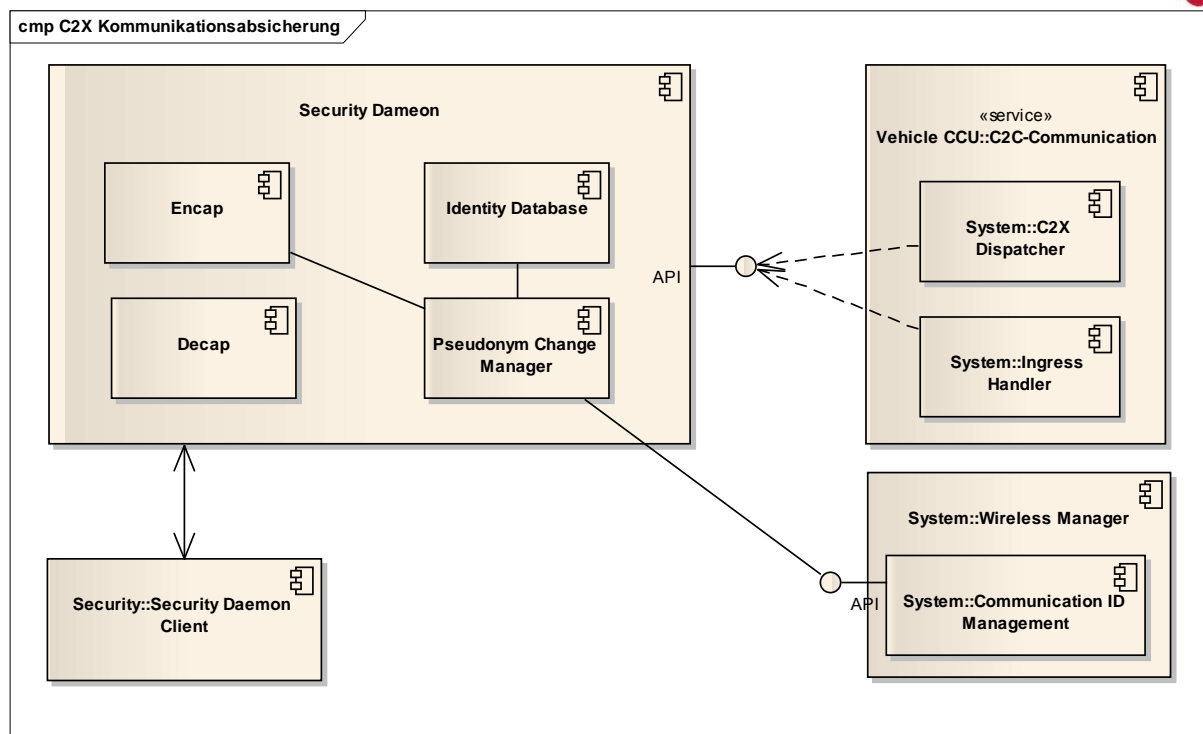 cmp C2X Kommunikationsabsicherung
Security Dameon
Encap
Identity Database
Decap
Pseudonym Change
Manager
API
«service»
Vehicle CCU::C2C-Communication
System::C2X
Dispatcher
System::Ingress
Handler
System::Wireless Manager
API
System::Communication ID
Management
Security::Security Daemon
Client